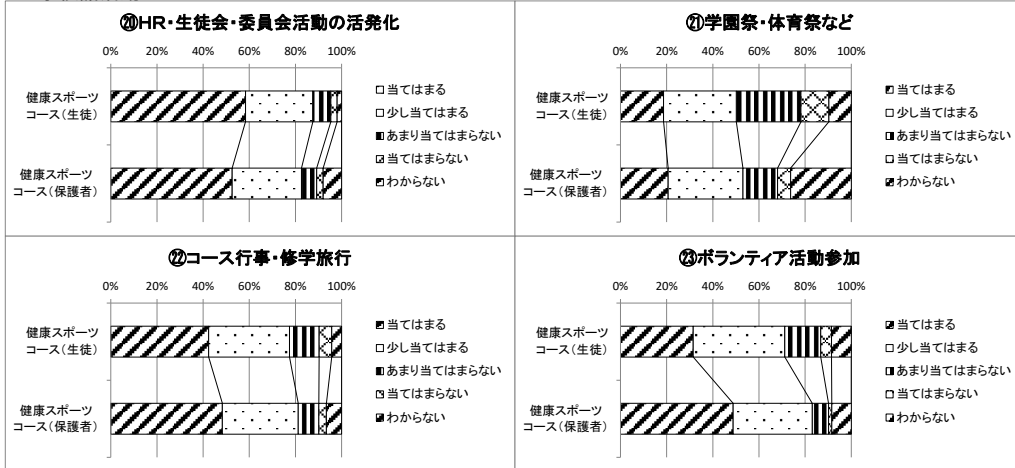 ⑳HR・生徒会・委員会活動の活発化
0% 20% 40% 60% 80% 100%
健康スポーツ
コース(生徒)
健康スポーツ
コース(保護者)
当てはまる
少し当てはまる
あまり当てはまらない
当てはまらない
わからない
㉑学園祭・体育祭など
0% 20% 40% 60% 80% 100%
健康スポーツ
コース(生徒)
健康スポーツ
コース(保護者)
当てはまる
少し当てはまる
あまり当てはまらない
当てはまらない
わからない
㉒コース行事・修学旅行
0% 20% 40% 60% 80% 100%
健康スポーツ
コース(生徒)
健康スポーツ
コース(保護者)
当てはまる
少し当てはまる
あまり当てはまらない
当てはまらない
わからない
㉓ボランティア活動参加
0% 20% 40% 60% 80% 100%
健康スポーツ
コース(生徒)
健康スポーツ
コース(保護者)
当てはまる
少し当てはまる
あまり当てはまらない
当てはまらない
わからない